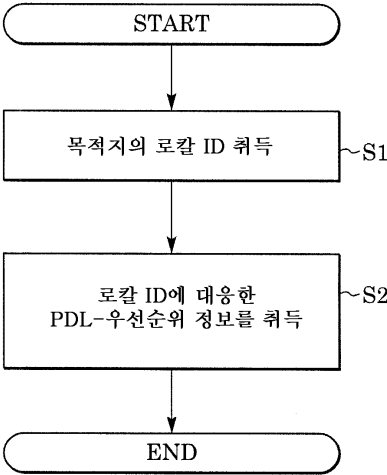 START
목적지의 로칼 ID 취득
S1
로칼 ID에 대응한
PDL-우선순위 정보를 취득
S2
END